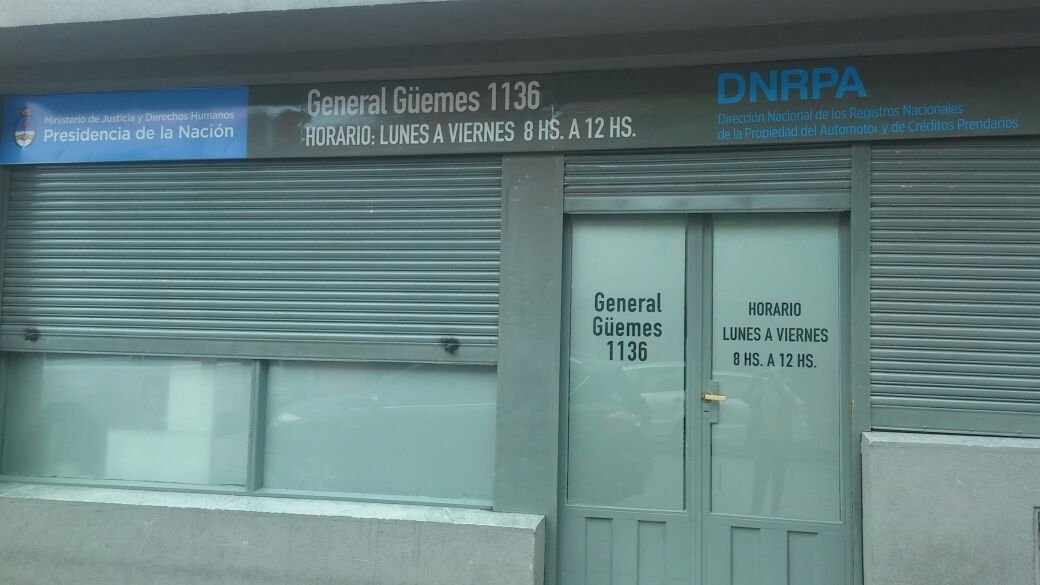 Ministerio de Justicia y Derechos Humanos
Presidencia de la Nación
General Güemes 1136
HORARIO: LUNES A VIERNES 8 HS. A 12 HS.
DNRPA
Dirección Nacional de los Registros Nacionales
de la Propiedad del Automotor y de Créditos Prendarios
General
Güemes
1136
HORARIO
LUNES A VIERNES
8 HS. A 12 HS.